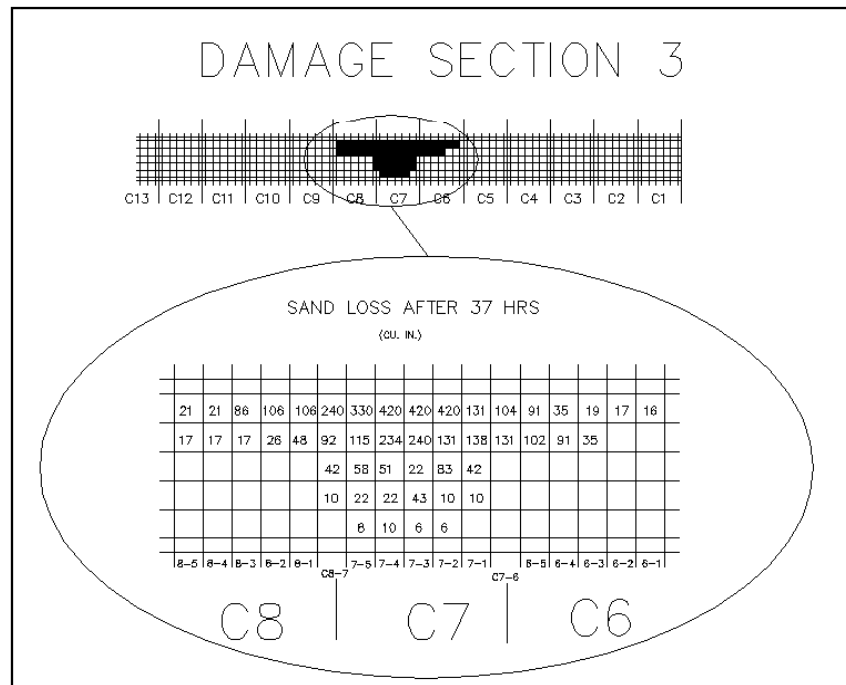 DAMAGE SECTION 3
C13 C12 C11 C10 C9 C8 C7 C6 C5 C4 C3 C2 C1
SAND LOSS AFTER 37 HRS
(CU. IN.)
21 21 86 106 106 240 330 420 420 420 131 104 91 35 19 17 16
17 17 17 26 48 92 115 234 240 131 138 131 102 91 35
42 58 51 22 83 42
10 22 22 43 10 10
8 10 6 6
8-5 8-4 8-3 8-2 8-1 7-5 7-4 7-3 7-2 7-1 6-5 6-4 6-3 6-2 6-1
C8-7 C7-6
C8 C7 C6